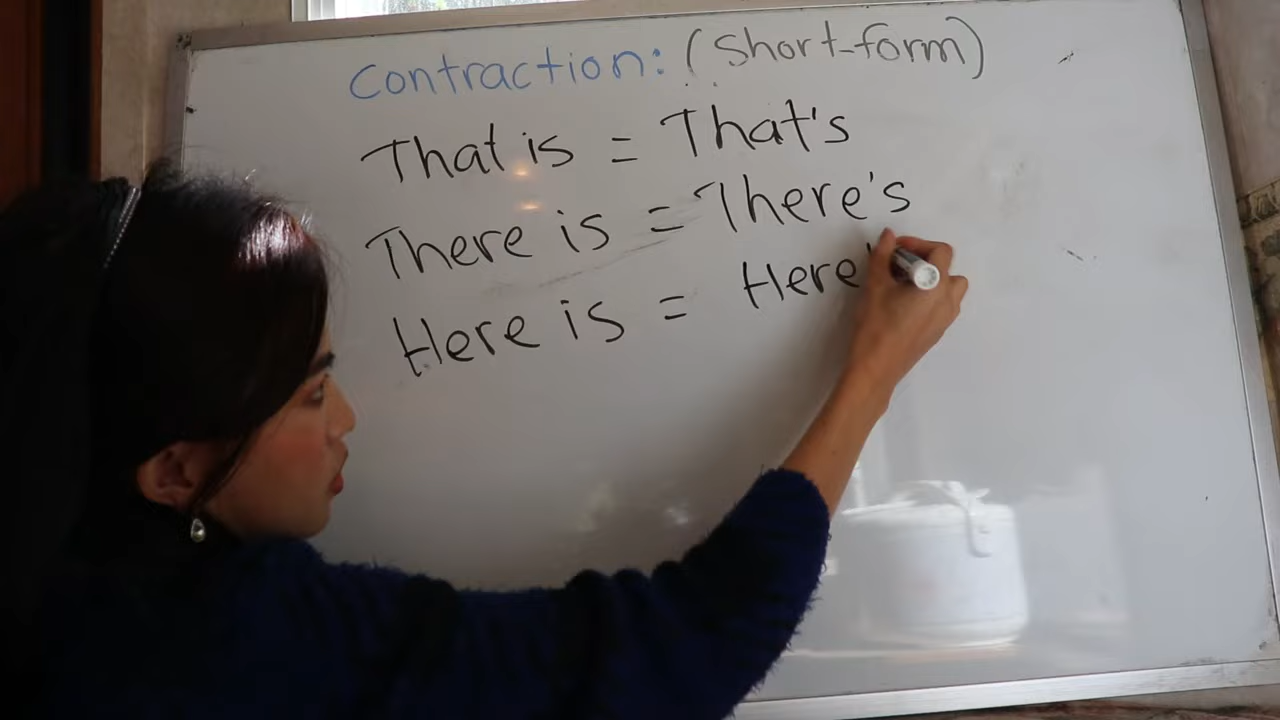 Contraction: (Short-form)
That is = That's
There is = There's
Here is = Here'